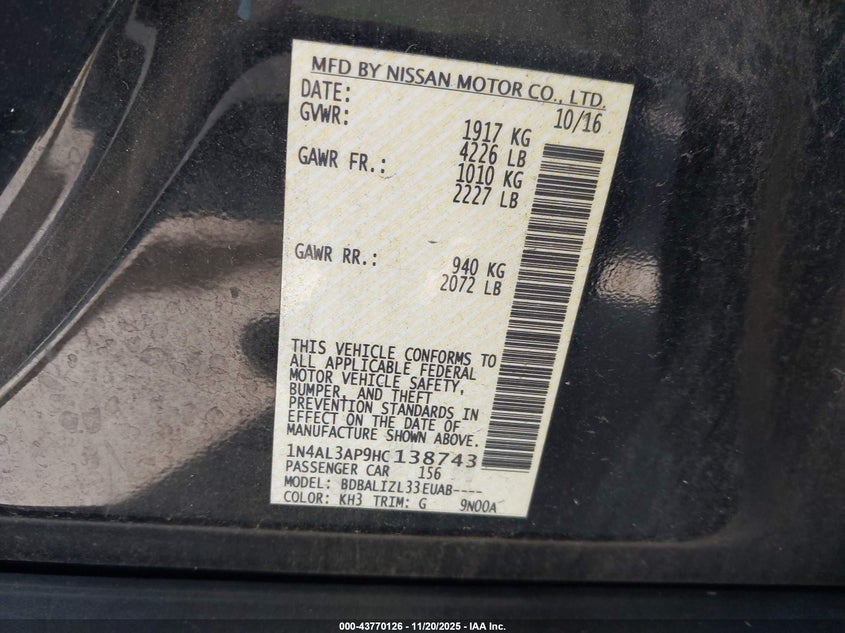 MFD BY NISSAN MOTOR CO., LTD.
DATE: 10/16
GVWR: 1917 KG
4226 LB
GAWR FR.: 1010 KG
2227 LB
GAWR RR.: 940 KG
2072 LB
THIS VEHICLE CONFORMS TO
ALL APPLICABLE FEDERAL
MOTOR VEHICLE SAFETY,
BUMPER, AND THEFT
PREVENTION STANDARDS IN
EFFECT ON THE DATE OF
MANUFACTURE SHOWN ABOVE.
1N4AL3AP9HC138743
PASSENGER CAR 156
MODEL: BDBALIZL33EUAB----
COLOR: KH3 TRIM: G 9N00A
000-43770126 - 11/20/2025 - IAA Inc.